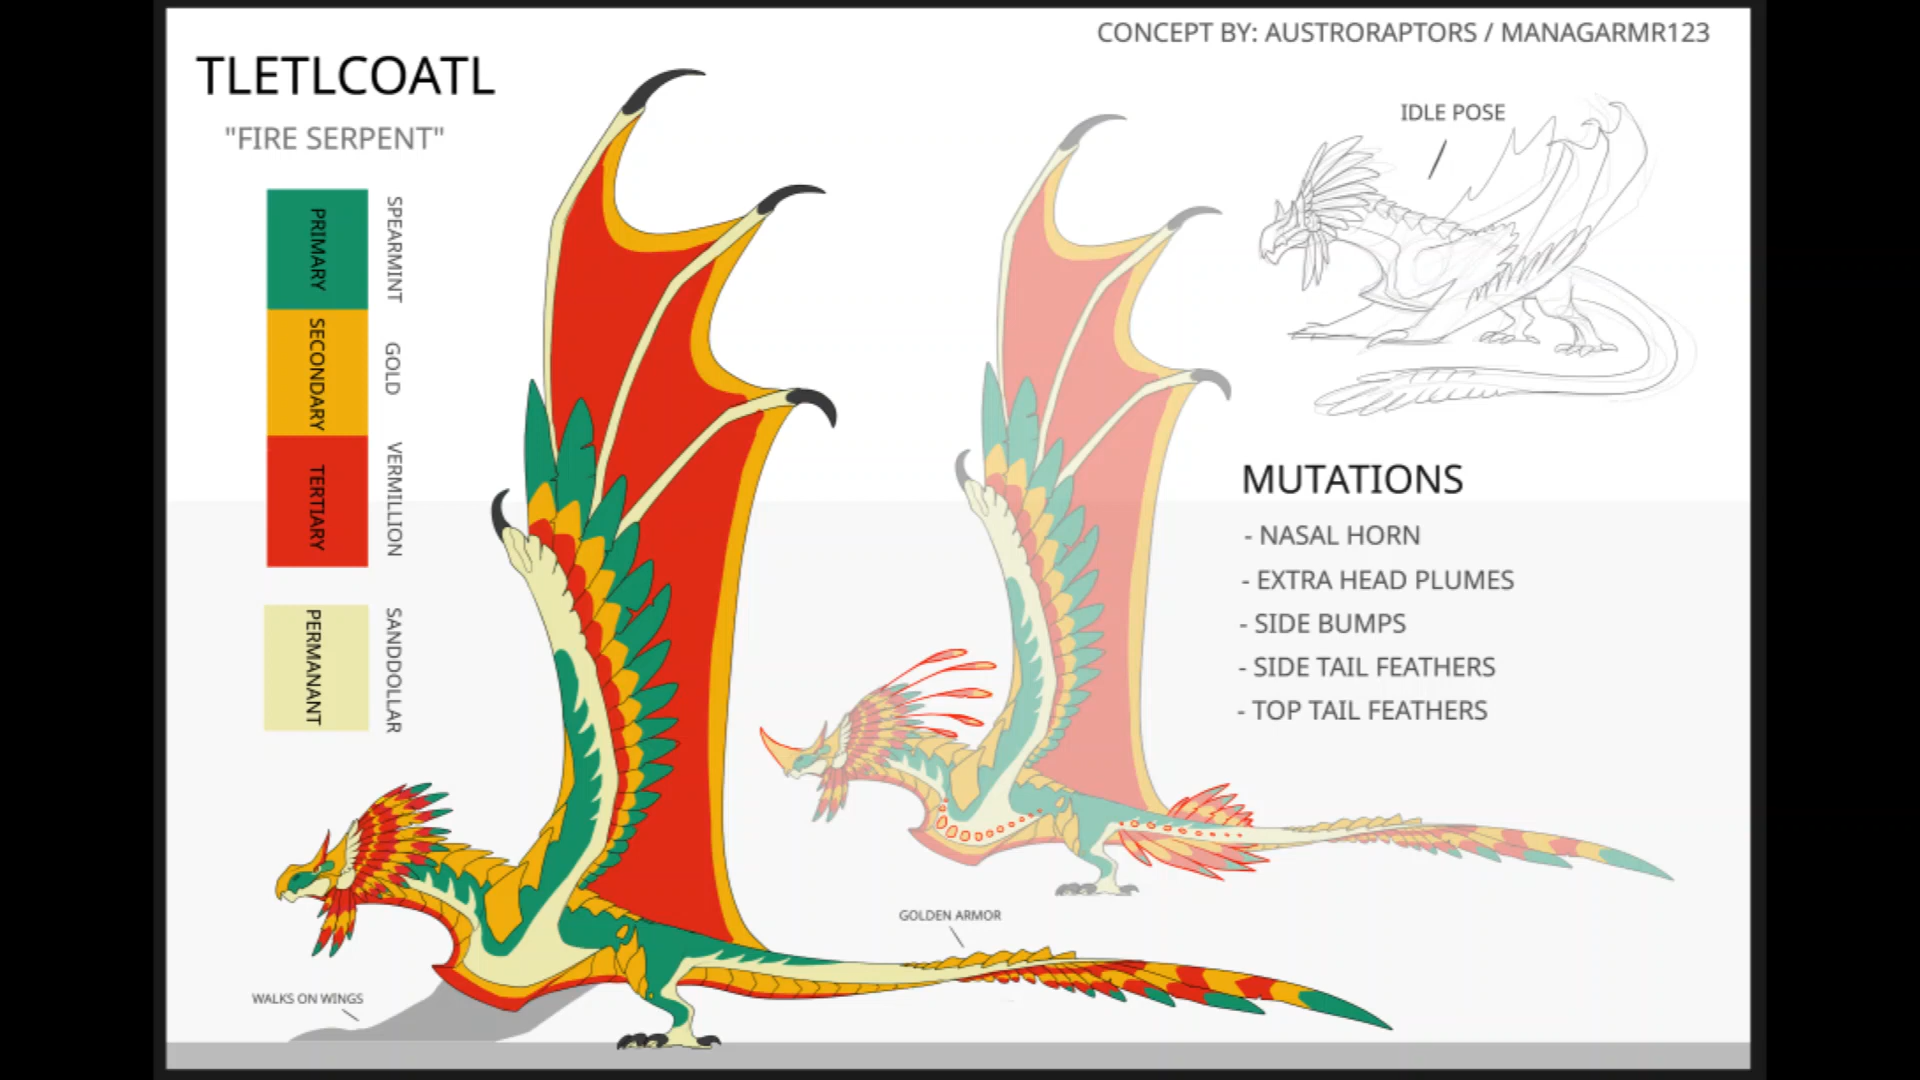 CONCEPT BY: AUSTRORAPTORS / MANAGARMR123
TLETLCOATL
"FIRE SERPENT"
IDLE POSE
PRIMARY
SPEARMINT
SECONDARY
GOLD
TERTIARY
VERMILLION
PERMANANT
SANDDOLLAR
MUTATIONS
- NASAL HORN
- EXTRA HEAD PLUMES
- SIDE BUMPS
- SIDE TAIL FEATHERS
- TOP TAIL FEATHERS
GOLDEN ARMOR
WALKS ON WINGS